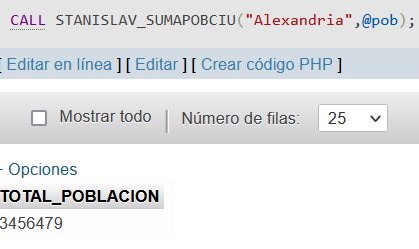 CALL STANISLAV_SUMAPOBCIU("Alexandria",@pob);
[ Editar en línea ] [ Editar ] [ Crear código PHP ]
Mostrar todo | Número de filas: 25
Opciones
TOTAL_POBLACION
3456479